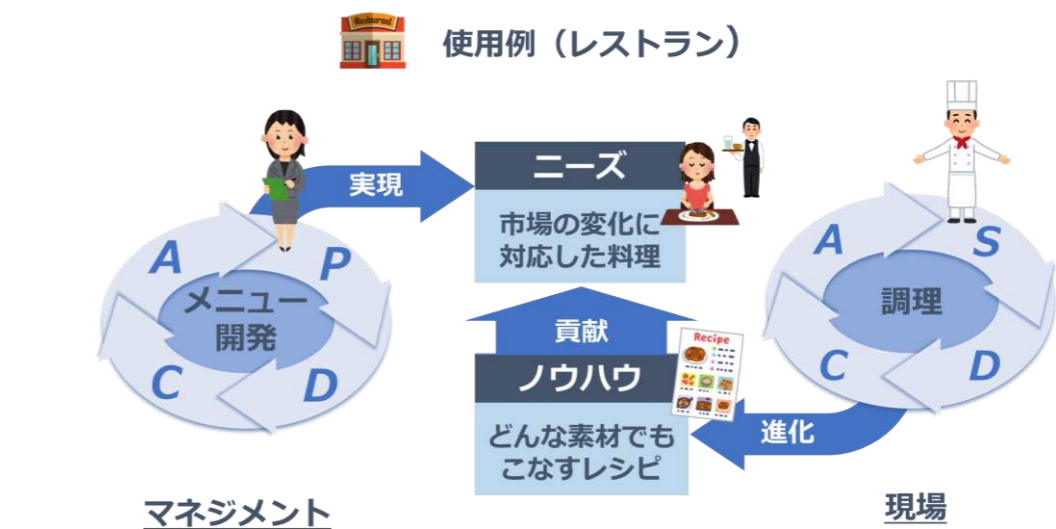 Restaurant
使用例（レストラン）
実現
ニーズ
市場の変化に
対応した料理
A
P
メニュー
開発
C
D
貢献
Recipe
ノウハウ
どんな素材でも
こなすレシピ
A
S
調理
C
D
進化
マネジメント
現場